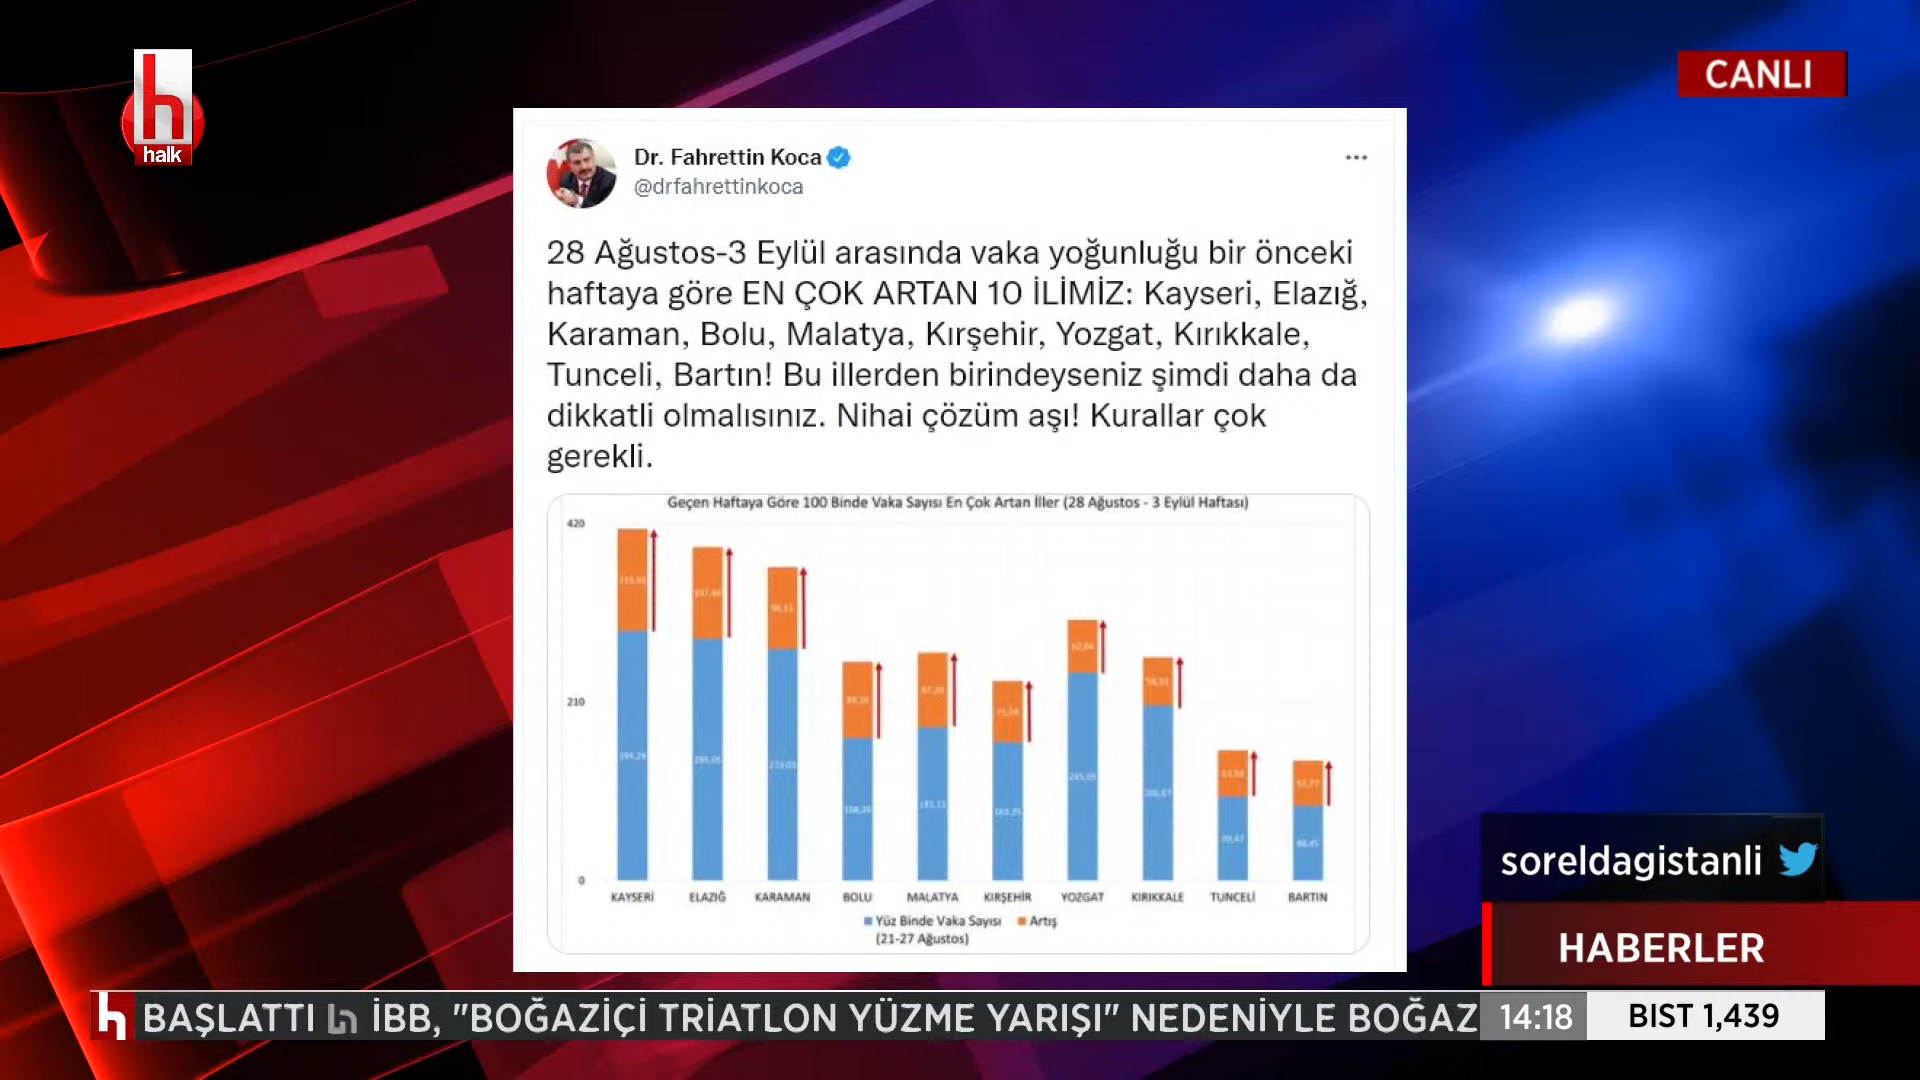 h
halk
CANLI
Dr. Fahrettin Koca
@drfahrettinkoca
28 Ağustos-3 Eylül arasında vaka yoğunluğu bir önceki
haftaya göre EN ÇOK ARTAN 10 İLİMİZ: Kayseri, Elazığ,
Karaman, Bolu, Malatya, Kırşehir, Yozgat, Kırıkkale,
Tunceli, Bartın! Bu illerden birindeyseniz şimdi daha da
dikkatli olmalısınız. Nihai çözüm aşı! Kurallar çok
gerekli.
Geçen Haftaya Göre 100 Binde Vaka Sayısı En Çok Artan İller (28 Ağustos - 3 Eylül Haftası)
420
210
0
KAYSERİ ELAZIĞ KARAMAN BOLU MALATYA KIRŞEHİR YOZGAT KIRIKKALE TUNCELİ BARTIN
Yüz Binde Vaka Sayısı Artış
(21-27 Ağustos)
soreldagistanli
HABERLER
h BAŞLATTI h İBB, "BOĞAZİÇİ TRİATLON YÜZME YARIŞI" NEDENİYLE BOĞAZ 14:18 BIST 1,439